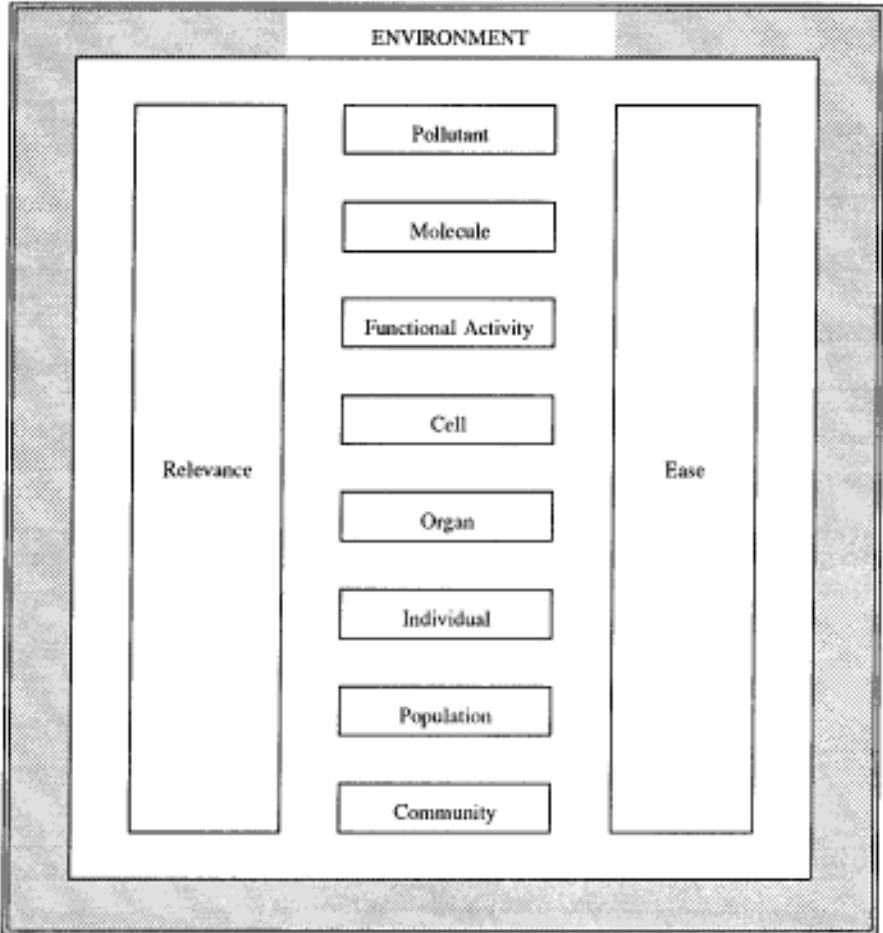 ENVIRONMENT
Pollutant
Molecule
Functional Activity
Cell
Relevance
Ease
Organ
Individual
Population
Community